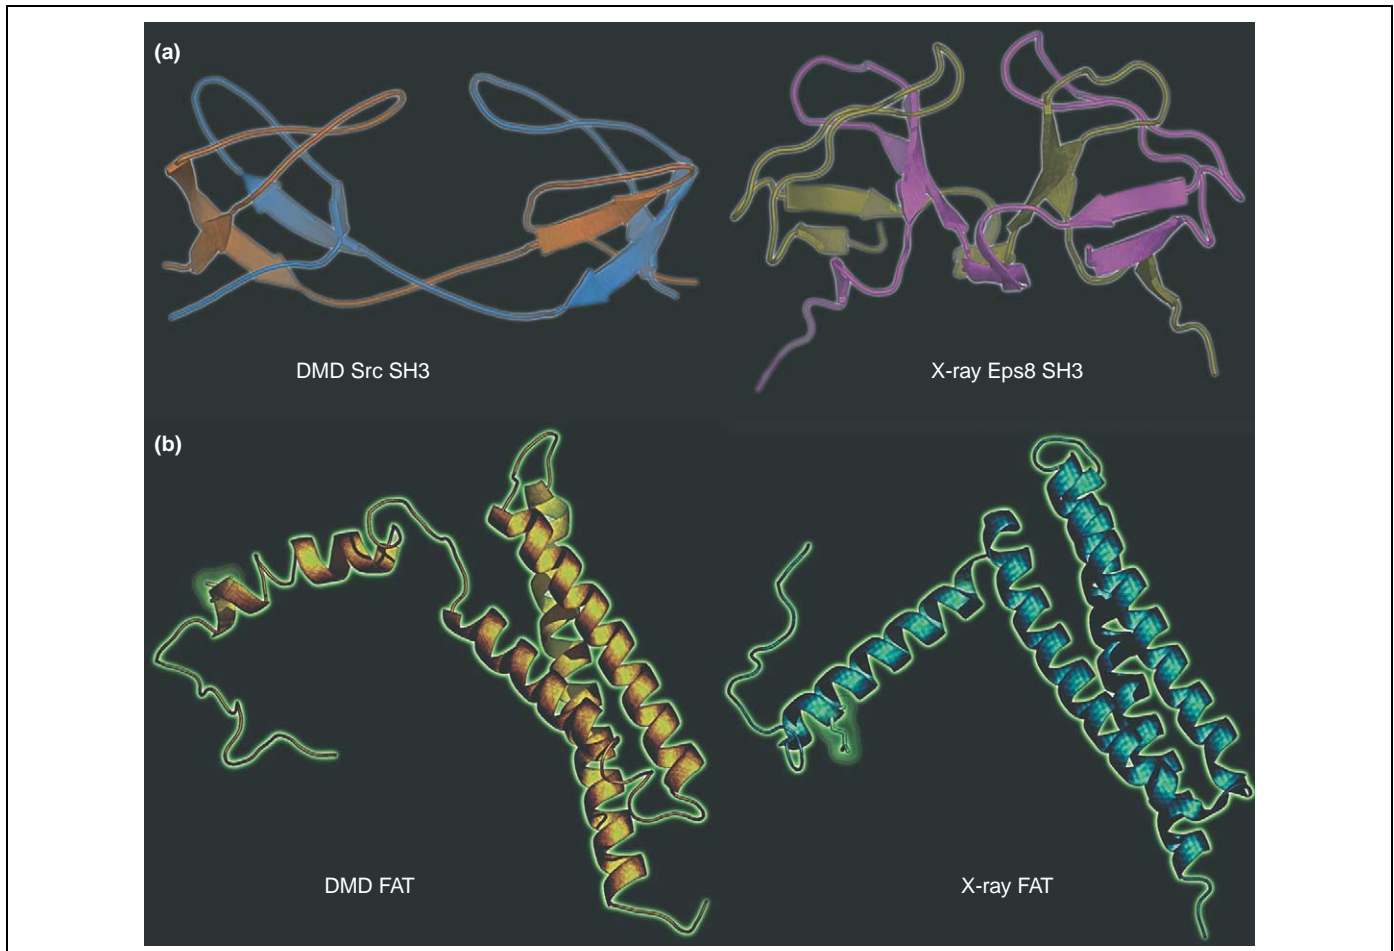 (a)
DMD Src SH3
X-ray Eps8 SH3
(b)
DMD FAT
X-ray FAT